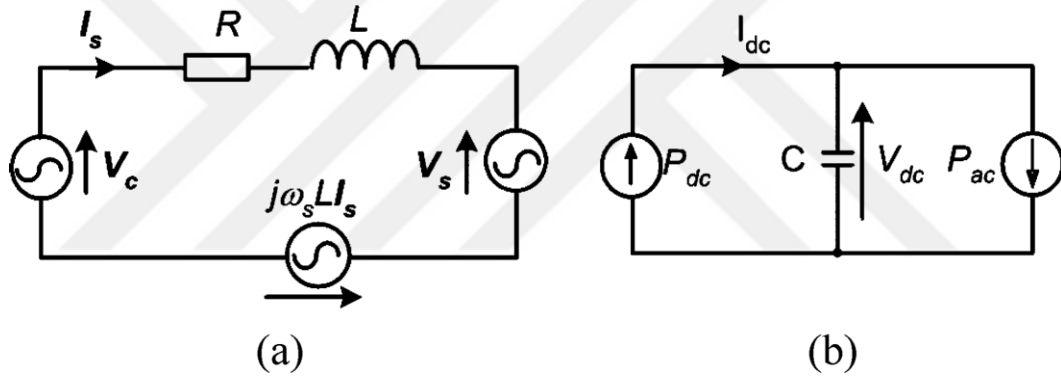 I_s R L
V_c V_s
jω_sLI_s
(a)
I_dc
P_dc C V_dc P_ac
(b)